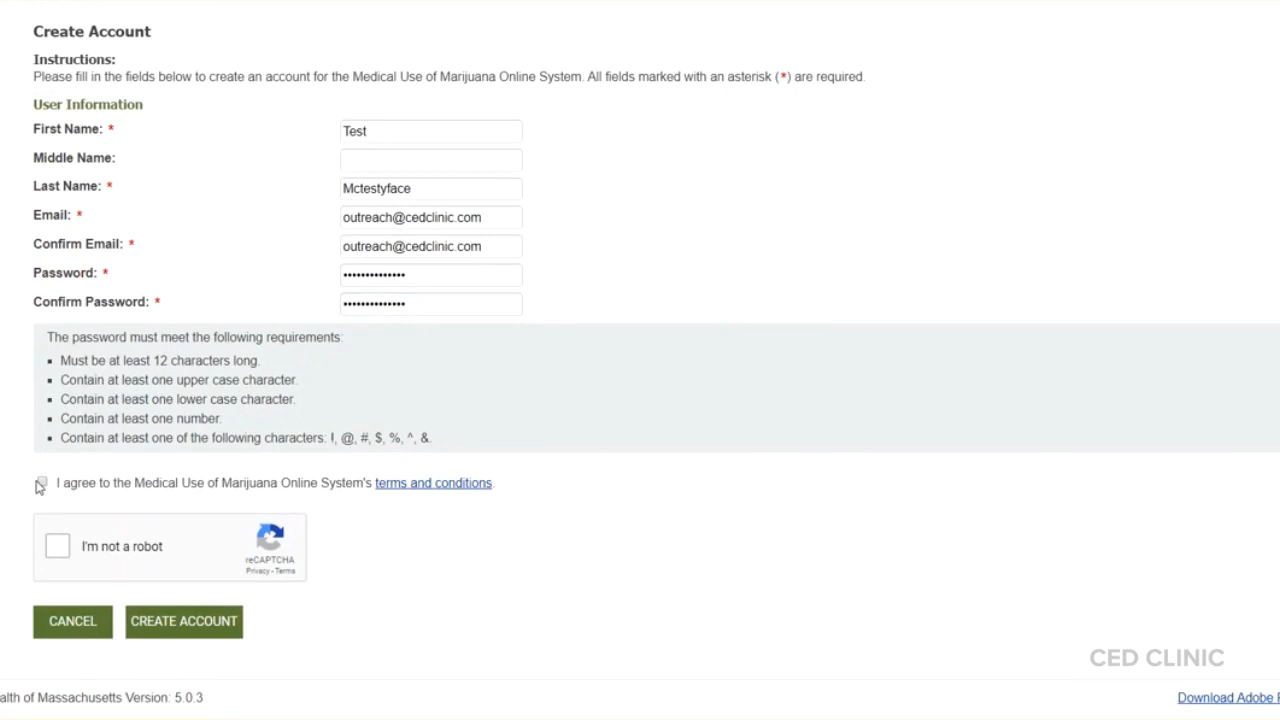 Create Account
Instructions:
Please fill in the fields below to create an account for the Medical Use of Marijuana Online System. All fields marked with an asterisk (*) are required.
User Information
First Name: * Test
Middle Name:
Last Name: * Mctestyface
Email: * outreach@cedclinic.com
Confirm Email: * outreach@cedclinic.com
Password: * ••••••••••••••
Confirm Password: * ••••••••••••••
The password must meet the following requirements:
▪ Must be at least 12 characters long.
▪ Contain at least one upper case character.
▪ Contain at least one lower case character.
▪ Contain at least one number.
▪ Contain at least one of the following characters: !, @, #, $, %, ^, &.
I agree to the Medical Use of Marijuana Online System's terms and conditions.
I'm not a robot
reCAPTCHA
Privacy - Terms
CANCEL CREATE ACCOUNT
CED CLINIC
alth of Massachusetts Version: 5.0.3
Download Adobe